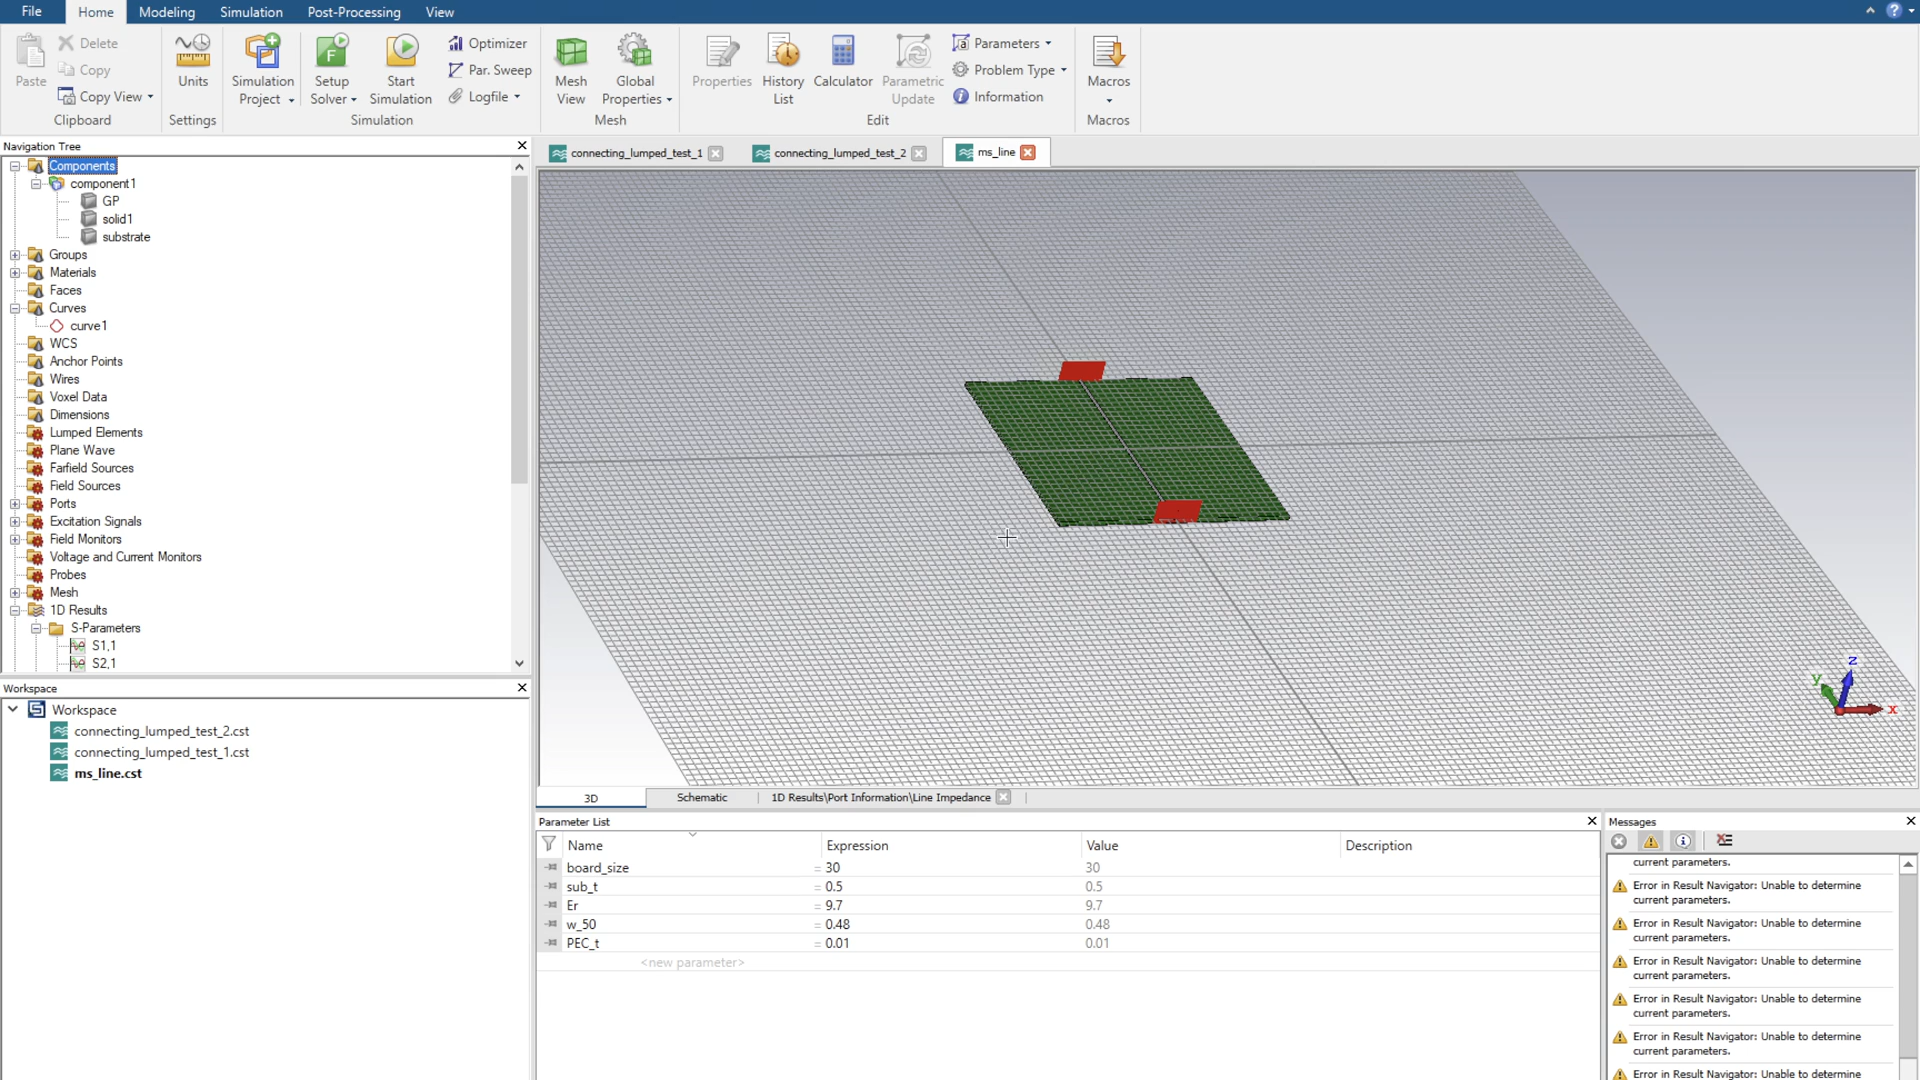 File Home Modeling Simulation Post-Processing View
Paste Delete Copy Copy View Clipboard
Units Settings
Simulation Project Setup Solver Start Simulation Optimizer Par. Sweep Logfile Simulation
Mesh View Global Properties Mesh
Properties History List Calculator Parametric Update Parameters Problem Type Information Edit
Macros Macros
Navigation Tree
Components
component1
GP
solid1
substrate
Groups
Materials
Faces
Curves
curve1
WCS
Anchor Points
Wires
Voxel Data
Dimensions
Lumped Elements
Plane Wave
Farfield Sources
Field Sources
Ports
Excitation Signals
Field Monitors
Voltage and Current Monitors
Probes
Mesh
1D Results
S-Parameters
S1,1
S2,1
Workspace
Workspace
connecting_lumped_test_2.cst
connecting_lumped_test_1.cst
ms_line.cst
connecting_lumped_test_1 connecting_lumped_test_2 ms_line
z
y
x
3D Schematic 1D Results\Port Information\Line Impedance
Parameter List
Name Expression Value Description
board_size = 30 30
sub_t = 0.5 0.5
Er = 9.7 9.7
w_50 = 0.48 0.48
PEC_t = 0.01 0.01
<new parameter>
Messages
current parameters.
Error in Result Navigator: Unable to determine
current parameters.
Error in Result Navigator: Unable to determine
current parameters.
Error in Result Navigator: Unable to determine
current parameters.
Error in Result Navigator: Unable to determine
current parameters.
Error in Result Navigator: Unable to determine
current parameters.
Error in Result Navigator: Unable to determine